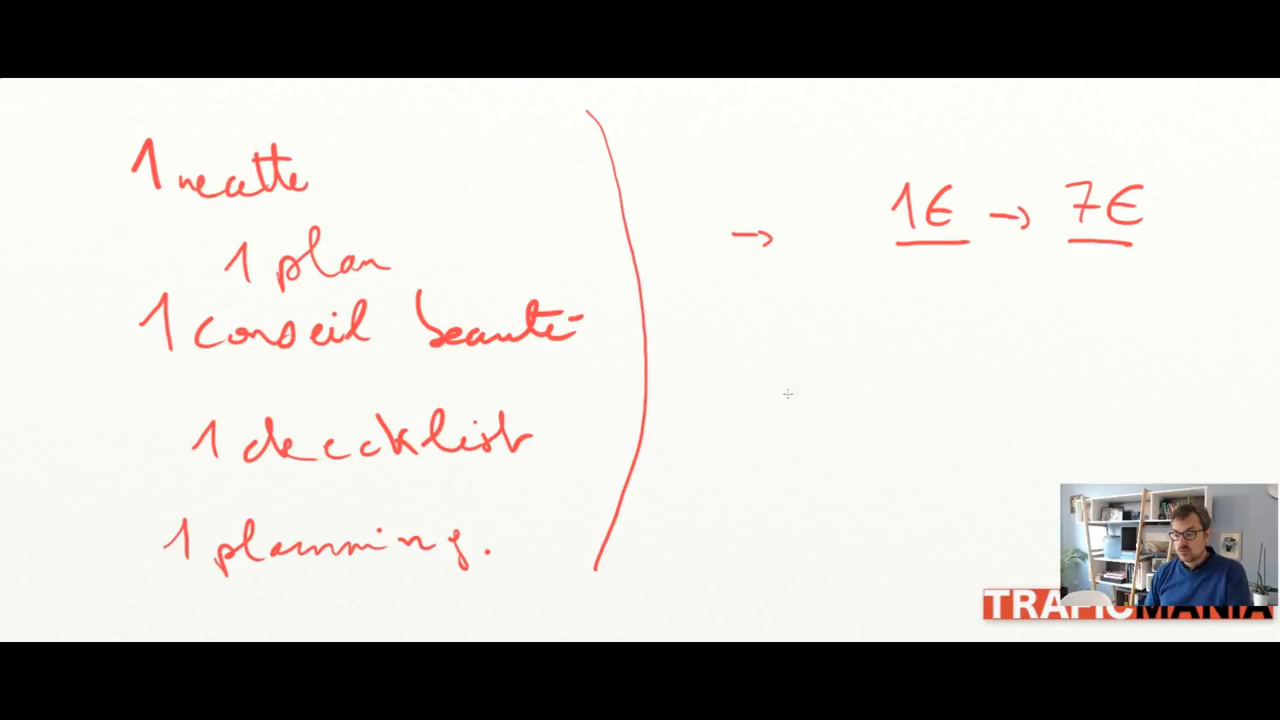 1 recette
1 plan
1 conseil beauté
1 checklist
1 planning.
→ 1€ → 7€
TRAFICMANIA